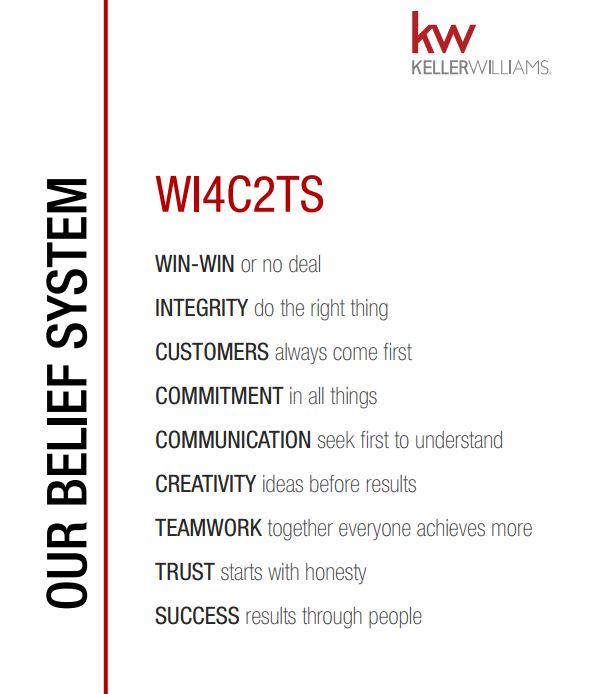 kw
KELLERWILLIAMS.
OUR BELIEF SYSTEM
WI4C2TS
WIN-WIN or no deal
INTEGRITY do the right thing
CUSTOMERS always come first
COMMITMENT in all things
COMMUNICATION seek first to understand
CREATIVITY ideas before results
TEAMWORK together everyone achieves more
TRUST starts with honesty
SUCCESS results through people